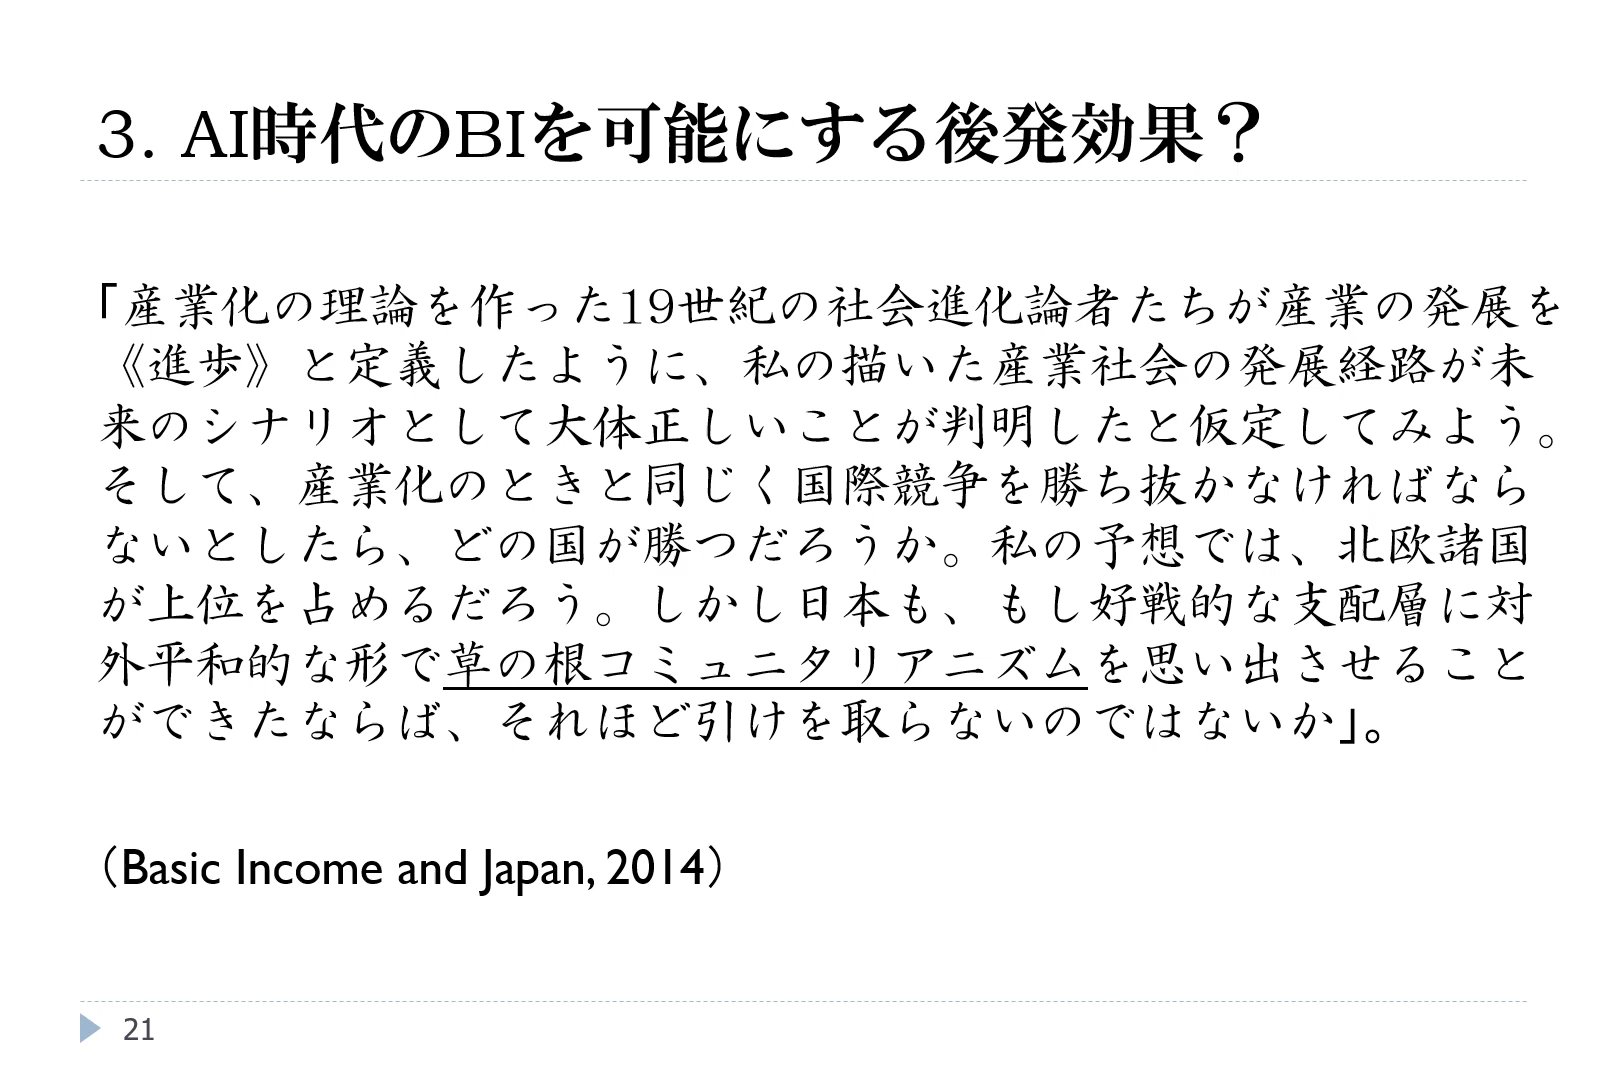 3. AI時代のBIを可能にする後発効果？
「産業化の理論を作った19世紀の社会進化論者たちが産業の発展を
《進歩》と定義したように、私の描いた産業社会の発展経路が未
来のシナリオとして大体正しいことが判明したと仮定してみよう。
そして、産業化のときと同じく国際競争を勝ち抜かなければなら
ないとしたら、どの国が勝つだろうか。私の予想では、北欧諸国
が上位を占めるだろう。しかし日本も、もし好戦的な支配層に対
外平和的な形で草の根コミュニタリアニズムを思い出させること
ができたならば、それほど引けを取らないのではないか」。
（Basic Income and Japan, 2014）
21